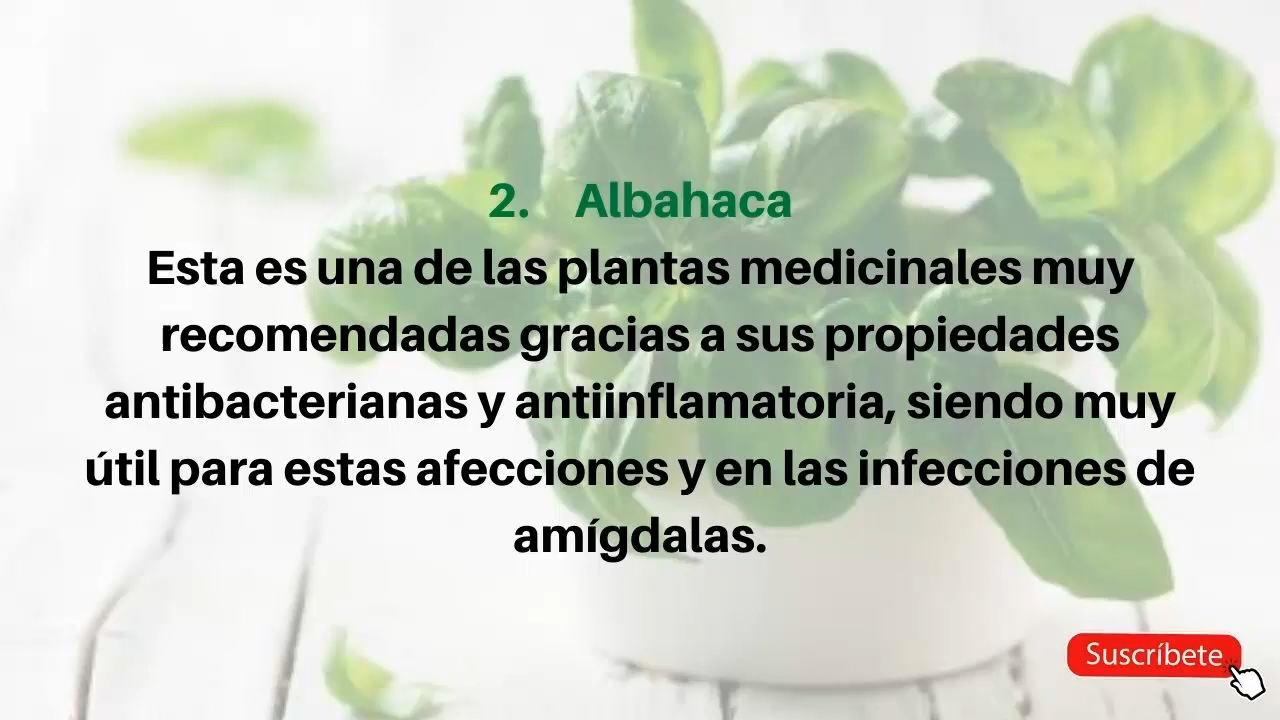 2. Albahaca
Esta es una de las plantas medicinales muy
recomendadas gracias a sus propiedades
antibacterianas y antiinflamatoria, siendo muy
útil para estas afecciones y en las infecciones de
amígdalas.
Suscríbete